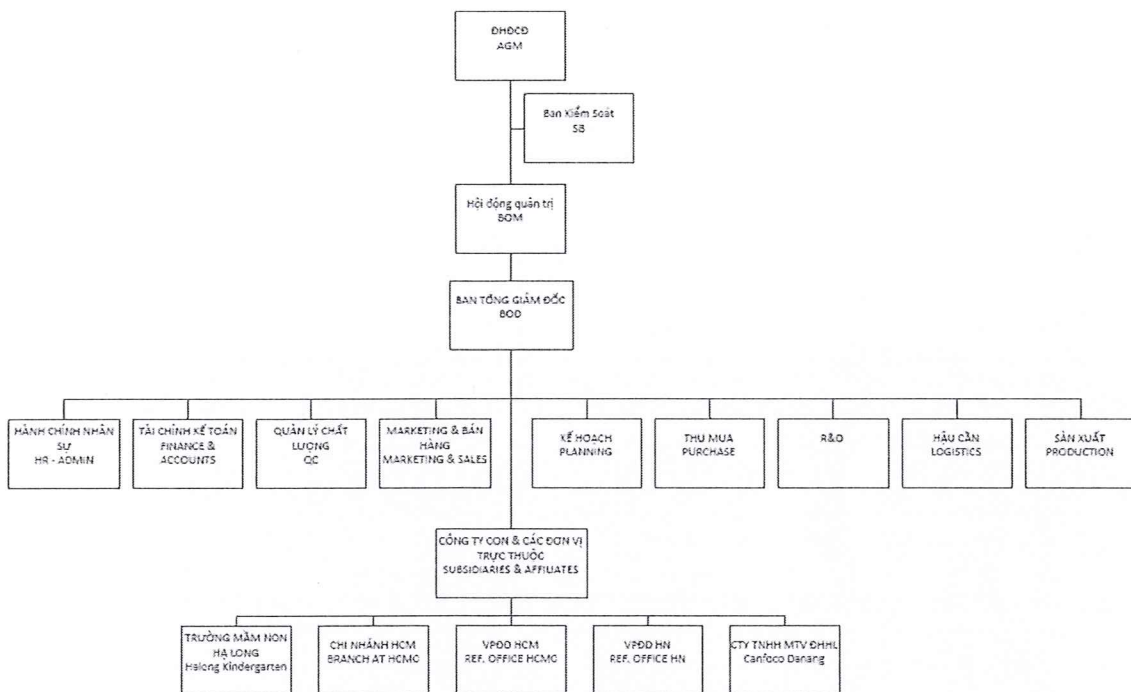 ĐHĐCĐ
AGM
Ban Kiểm Soát
SB
Hội động quản trị
BOM
BAN TỔNG GIÁM ĐỐC
BOD
HÀNH CHÍNH NHÂN
SỰ
HR - ADMIN
TÀI CHÍNH KẾ TOÁN
FINANCE &
ACCOUNTS
QUẢN LÝ CHẤT
LƯỢNG
QC
MARKETING & BÁN
HÀNG
MARKETING & SALES
KẾ HOẠCH
PLANNING
THU MUA
PURCHASE
R&D
HẬU CẦN
LOGISTICS
SẢN XUẤT
PRODUCTION
CÔNG TY CON & CÁC ĐƠN VỊ
TRỰC THUỘC
SUBSIDIARIES & AFFILIATES
TRƯỜNG MẦM NON
HẠ LONG
Halong Kindergarten
CHI NHÁNH HCM
BRANCH AT HCMC
VPĐD HCM
REF. OFFICE HCMC
VPĐD HN
REF. OFFICE HN
CTY TNHH MTV ĐHHL
Canfoco Danang